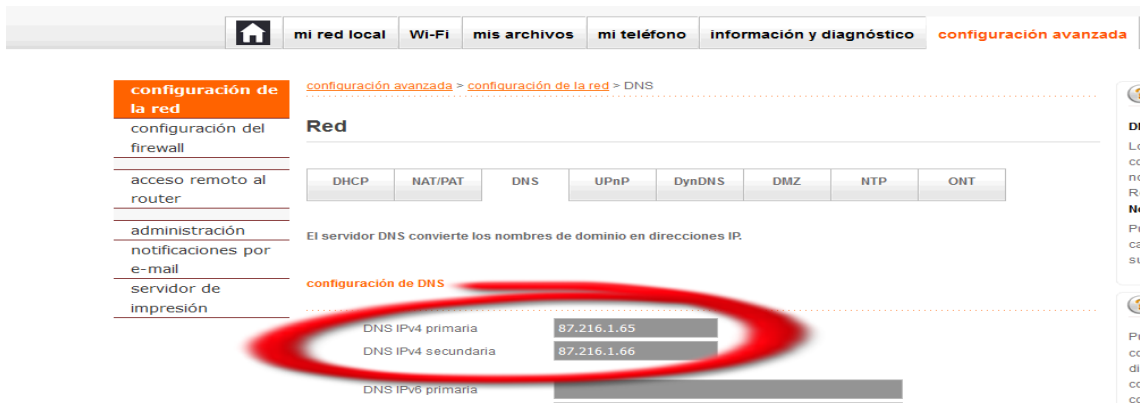 mi red local Wi-Fi mis archivos mi teléfono información y diagnóstico configuración avanzada
configuración de
la red
configuración del
firewall
acceso remoto al
router
administración
notificaciones por
e-mail
servidor de
impresión
configuración avanzada > configuración de la red > DNS
Red
DHCP NAT/PAT DNS UPnP DynDNS DMZ NTP ONT
El servidor DNS convierte los nombres de dominio en direcciones IP.
configuración de DNS
DNS IPv4 primaria 87.216.1.65
DNS IPv4 secundaria 87.216.1.66
DNS IPv6 primaria